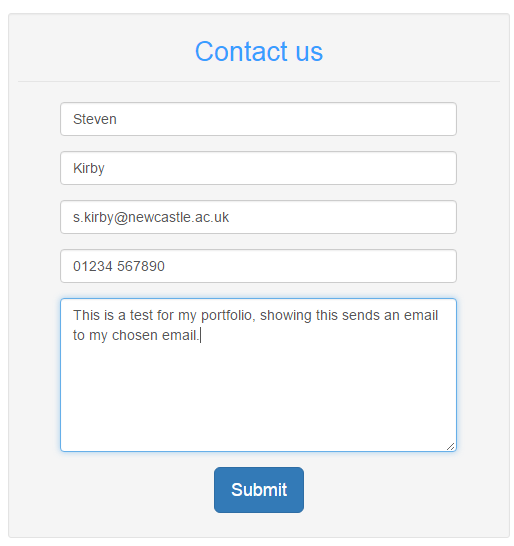 Contact us
Steven
Kirby
s.kirby@newcastle.ac.uk
01234 567890
This is a test for my portfolio, showing this sends an email
to my chosen email.
Submit